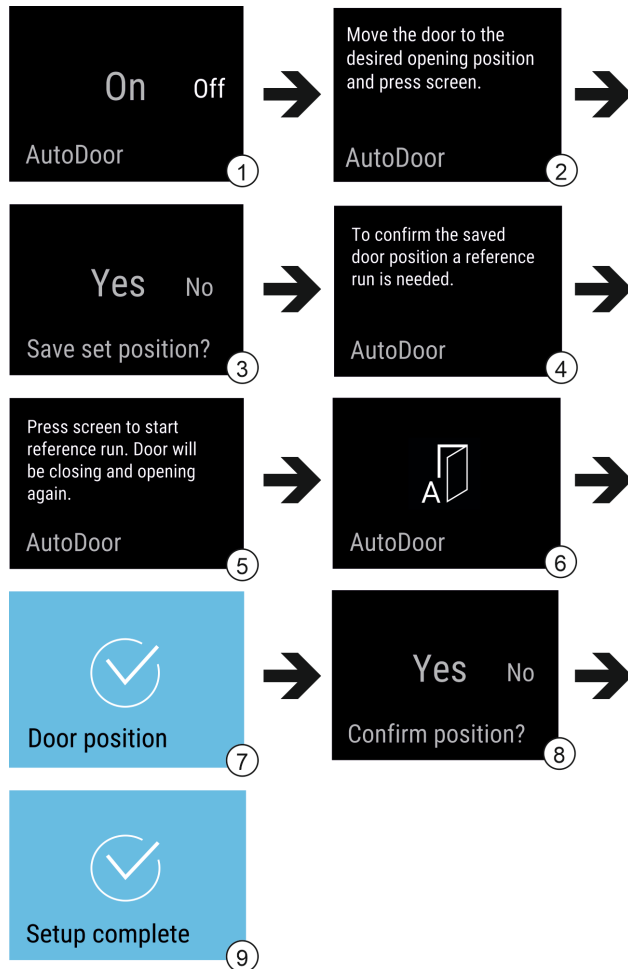 On Off
AutoDoor
1
Move the door to the
desired opening position
and press screen.
AutoDoor
2
Yes No
Save set position?
3
To confirm the saved
door position a reference
run is needed.
AutoDoor
4
Press screen to start
reference run. Door will
be closing and opening
again.
AutoDoor
5
A
AutoDoor
6
Door position
7
Yes No
Confirm position?
8
Setup complete
9